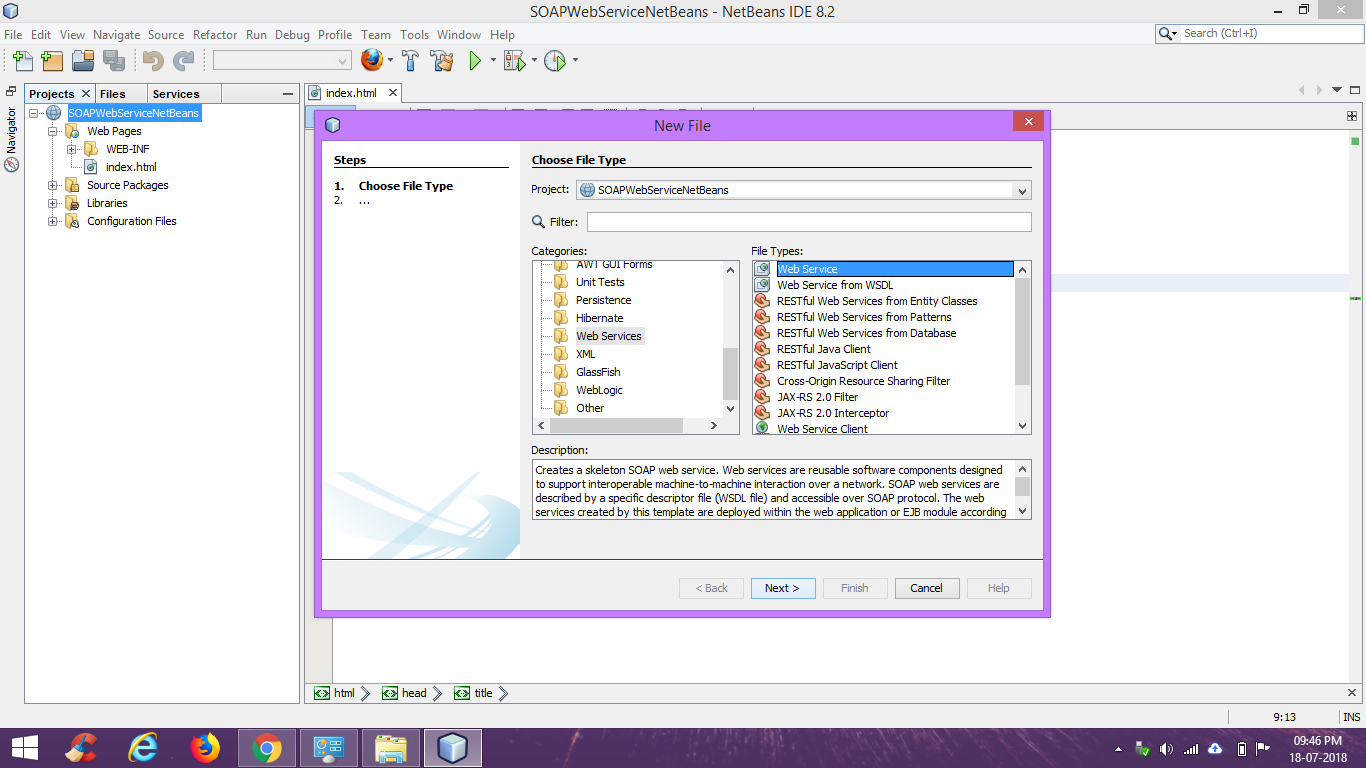 SOAPWebServiceNetBeans - NetBeans IDE 8.2
File Edit View Navigate Source Refactor Run Debug Profile Team Tools Window Help
Search (Ctrl+I)
Projects Files Services
index.html
Navigator
SOAPWebServiceNetBeans
Web Pages
WEB-INF
index.html
Source Packages
Libraries
Configuration Files
New File
Steps
1. Choose File Type
2. ...
Choose File Type
Project: SOAPWebServiceNetBeans
Filter:
Categories:
AWT GUI Forms
Unit Tests
Persistence
Hibernate
Web Services
XML
GlassFish
WebLogic
Other
File Types:
Web Service
Web Service from WSDL
RESTful Web Services from Entity Classes
RESTful Web Services from Patterns
RESTful Web Services from Database
RESTful Java Client
RESTful JavaScript Client
Cross-Origin Resource Sharing Filter
JAX-RS 2.0 Filter
JAX-RS 2.0 Interceptor
Web Service Client
Description:
Creates a skeleton SOAP web service. Web services are reusable software components designed
to support interoperable machine-to-machine interaction over a network. SOAP web services are
described by a specific descriptor file (WSDL file) and accessible over SOAP protocol. The web
services created by this template are deployed within the web application or EJB module according
< Back Next > Finish Cancel Help
html head title
9:13 INS
09:46 PM
18-07-2018